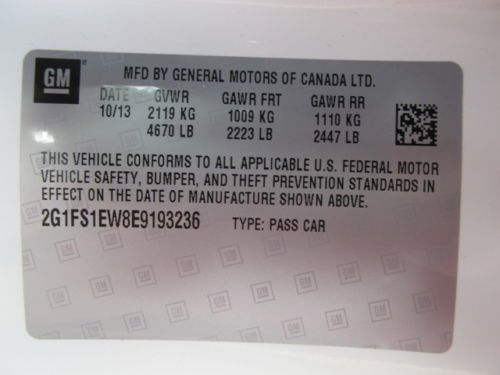 GM MFD BY GENERAL MOTORS OF CANADA LTD.
DATE GVWR GAWR FRT GAWR RR
10/13 2119 KG 1009 KG 1110 KG
4670 LB 2223 LB 2447 LB
THIS VEHICLE CONFORMS TO ALL APPLICABLE U.S. FEDERAL MOTOR
VEHICLE SAFETY, BUMPER, AND THEFT PREVENTION STANDARDS IN
EFFECT ON THE DATE OF MANUFACTURE SHOWN ABOVE.
2G1FS1EW8E9193236 TYPE: PASS CAR